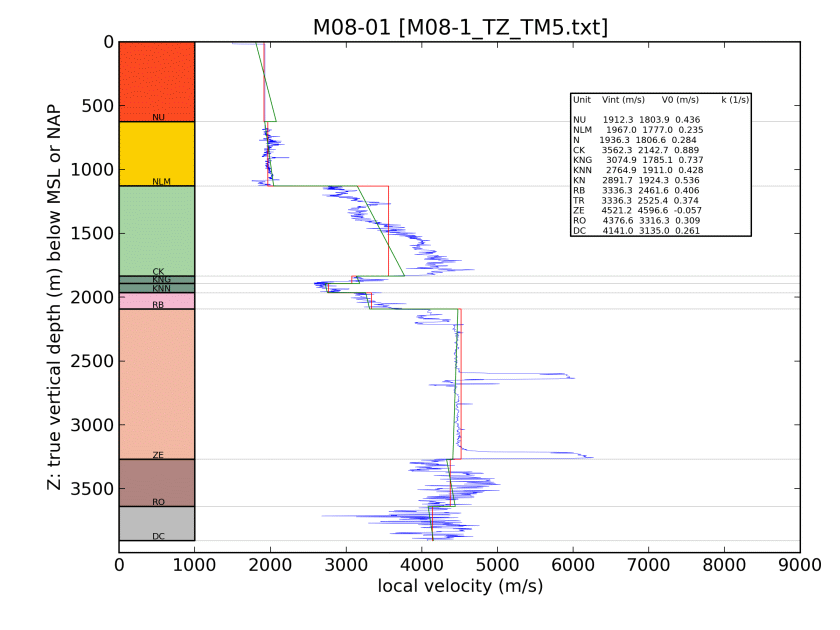 M08-01 [M08-1_TZ_TM5.txt]
0
500
1000
1500
2000
2500
3000
3500
Z: true vertical depth (m) below MSL or NAP
NU
NLM
CK
KNG
KNN
RB
ZE
RO
DC
Unit Vint (m/s) V0 (m/s) k (1/s)
NU 1912.3 1803.9 0.436
NLM 1967.0 1777.0 0.235
N 1936.3 1806.6 0.284
CK 3562.3 2142.7 0.889
KNG 3074.9 1785.1 0.737
KNN 2764.9 1911.0 0.428
KN 2891.7 1924.3 0.536
RB 3336.3 2461.6 0.406
TR 3336.3 2525.4 0.374
ZE 4521.2 4596.6 -0.057
RO 4376.6 3316.3 0.309
DC 4141.0 3135.0 0.261
0 1000 2000 3000 4000 5000 6000 7000 8000 9000
local velocity (m/s)